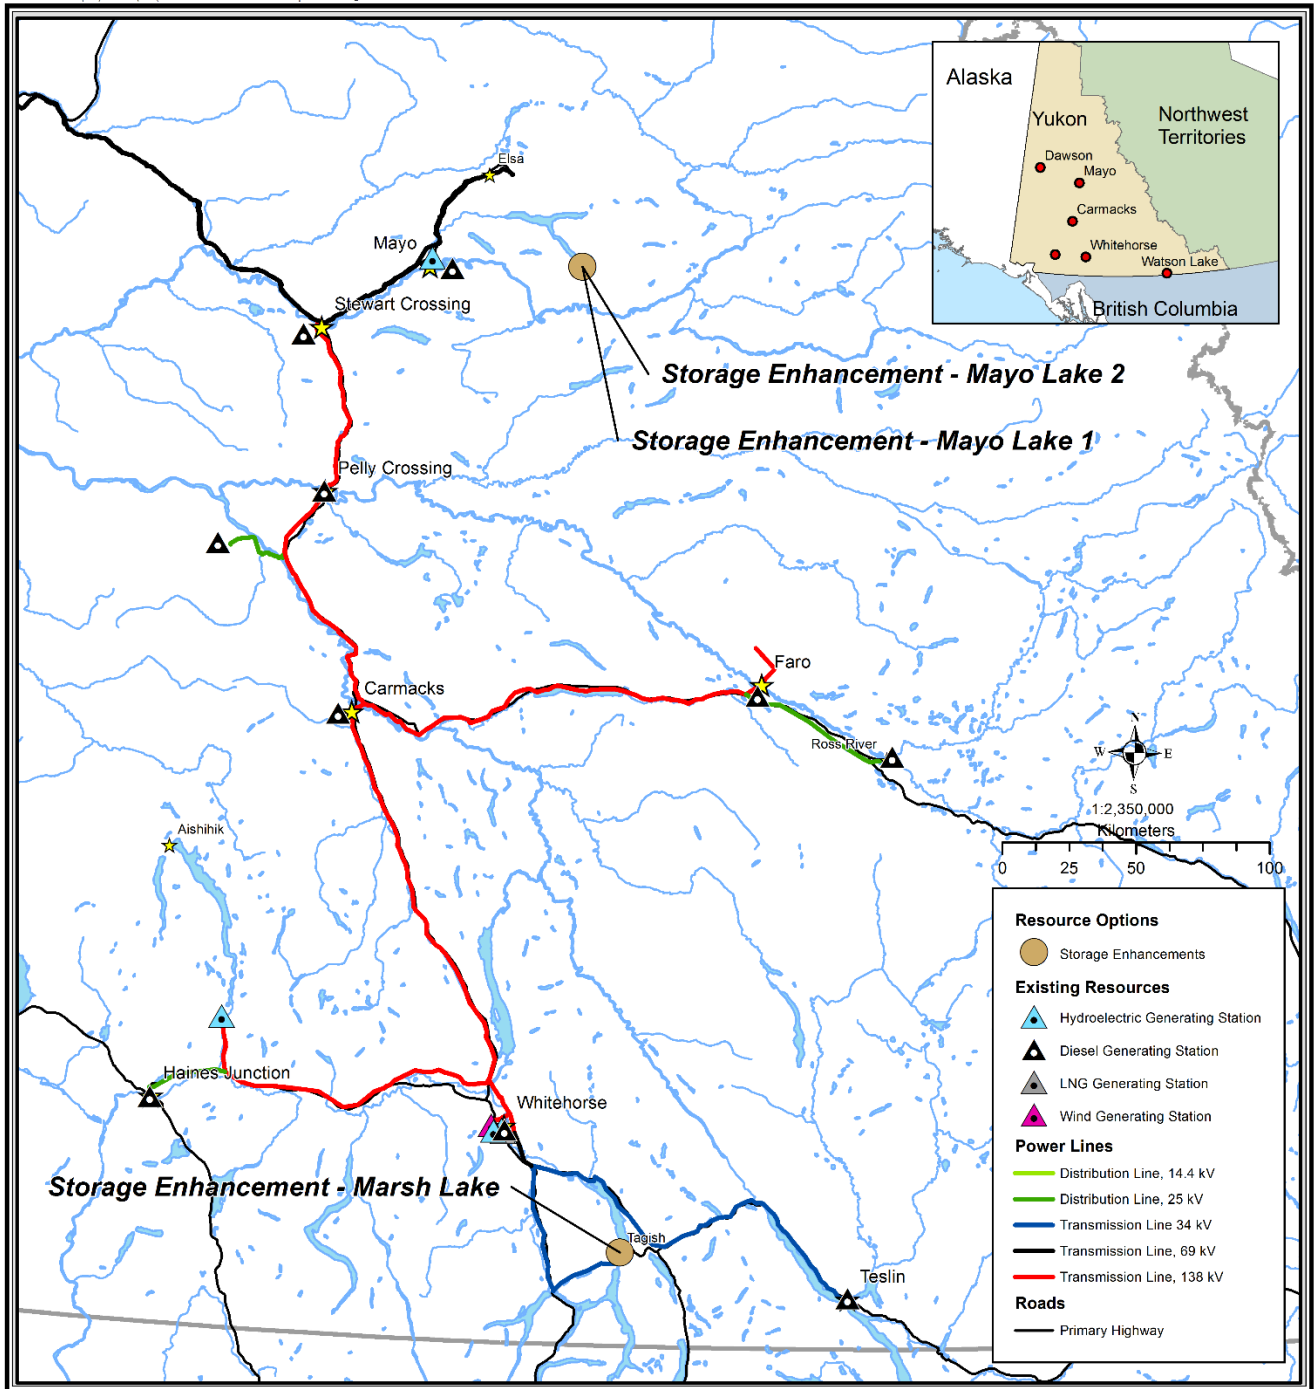 Alaska
Northwest
Territories
Yukon
Dawson
Mayo
Carmacks
Whitehorse
Watson Lake
British Columbia
Elsa
Mayo
Stewart Crossing
Storage Enhancement - Mayo Lake 2
Storage Enhancement - Mayo Lake 1
Pelly Crossing
Faro
Carmacks
Ross River
N
W
E
S
1:2,350,000
Kilometers
0 25 50 100
Aishihik
Haines Junction
Whitehorse
Storage Enhancement - Marsh Lake
Tagish
Teslin
Resource Options
Storage Enhancements
Existing Resources
Hydroelectric Generating Station
Diesel Generating Station
LNG Generating Station
Wind Generating Station
Power Lines
Distribution Line, 14.4 kV
Distribution Line, 25 kV
Transmission Line 34 kV
Transmission Line, 69 kV
Transmission Line, 138 kV
Roads
Primary Highway